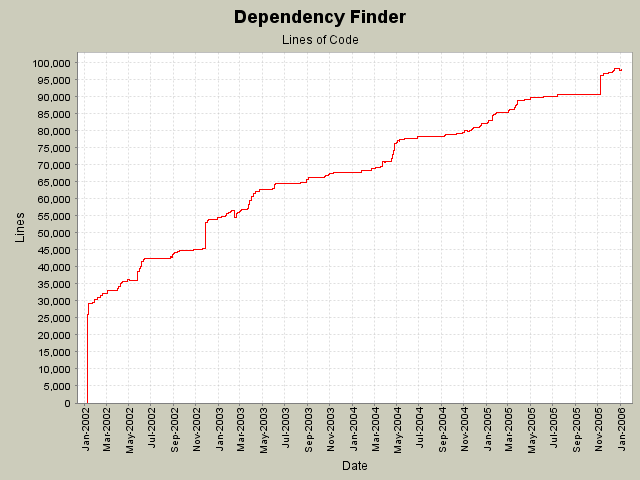 Dependency Finder
Lines of Code
Lines
100,000
95,000
90,000
85,000
80,000
75,000
70,000
65,000
60,000
55,000
50,000
45,000
40,000
35,000
30,000
25,000
20,000
15,000
10,000
5,000
0
Jan-2002
Mar-2002
May-2002
Jul-2002
Sep-2002
Nov-2002
Jan-2003
Mar-2003
May-2003
Jul-2003
Sep-2003
Nov-2003
Jan-2004
Mar-2004
May-2004
Jul-2004
Sep-2004
Nov-2004
Jan-2005
Mar-2005
May-2005
Jul-2005
Sep-2005
Nov-2005
Jan-2006
Date